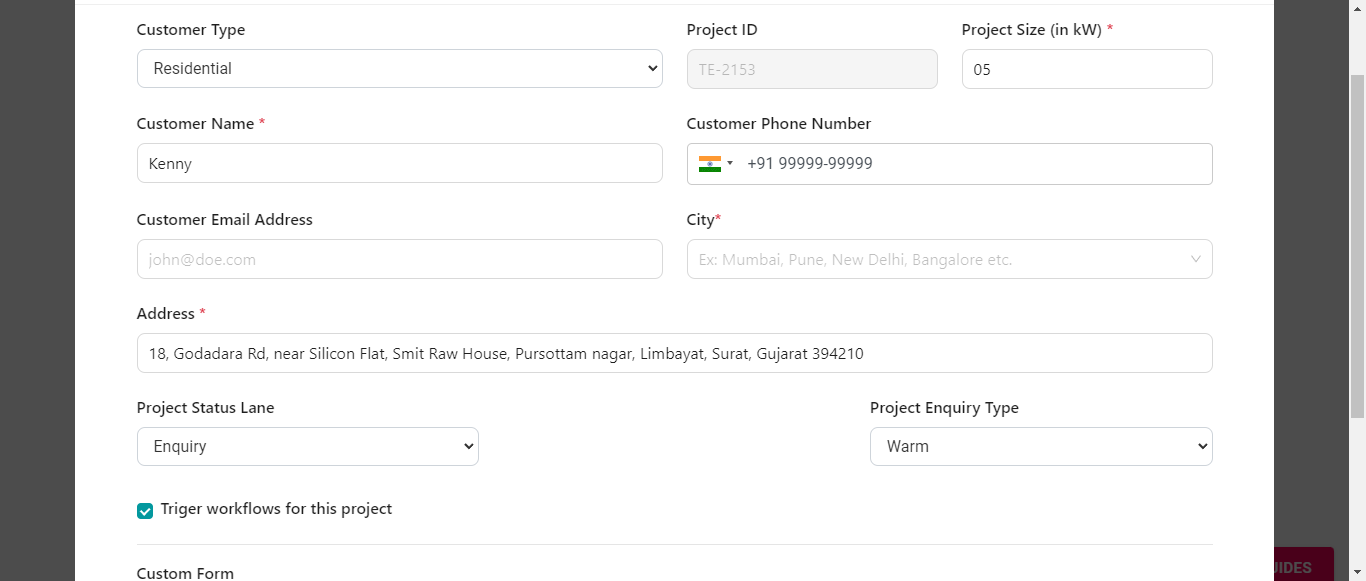 Customer Type
Project ID
Project Size (in kW) *
Residential
TE-2153
05
Customer Name *
Customer Phone Number
Kenny
+91 99999-99999
Customer Email Address
City*
john@doe.com
Ex: Mumbai, Pune, New Delhi, Bangalore etc.
Address *
18, Godadara Rd, near Silicon Flat, Smit Raw House, Pursottam nagar, Limbayat, Surat, Gujarat 394210
Project Status Lane
Project Enquiry Type
Enquiry
Warm
Triger workflows for this project
Custom Form